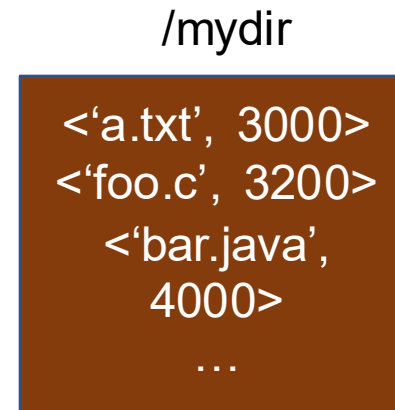 /mydir
<‘a.txt’, 3000>
<‘foo.c’, 3200>
<‘bar.java’,
4000>
…